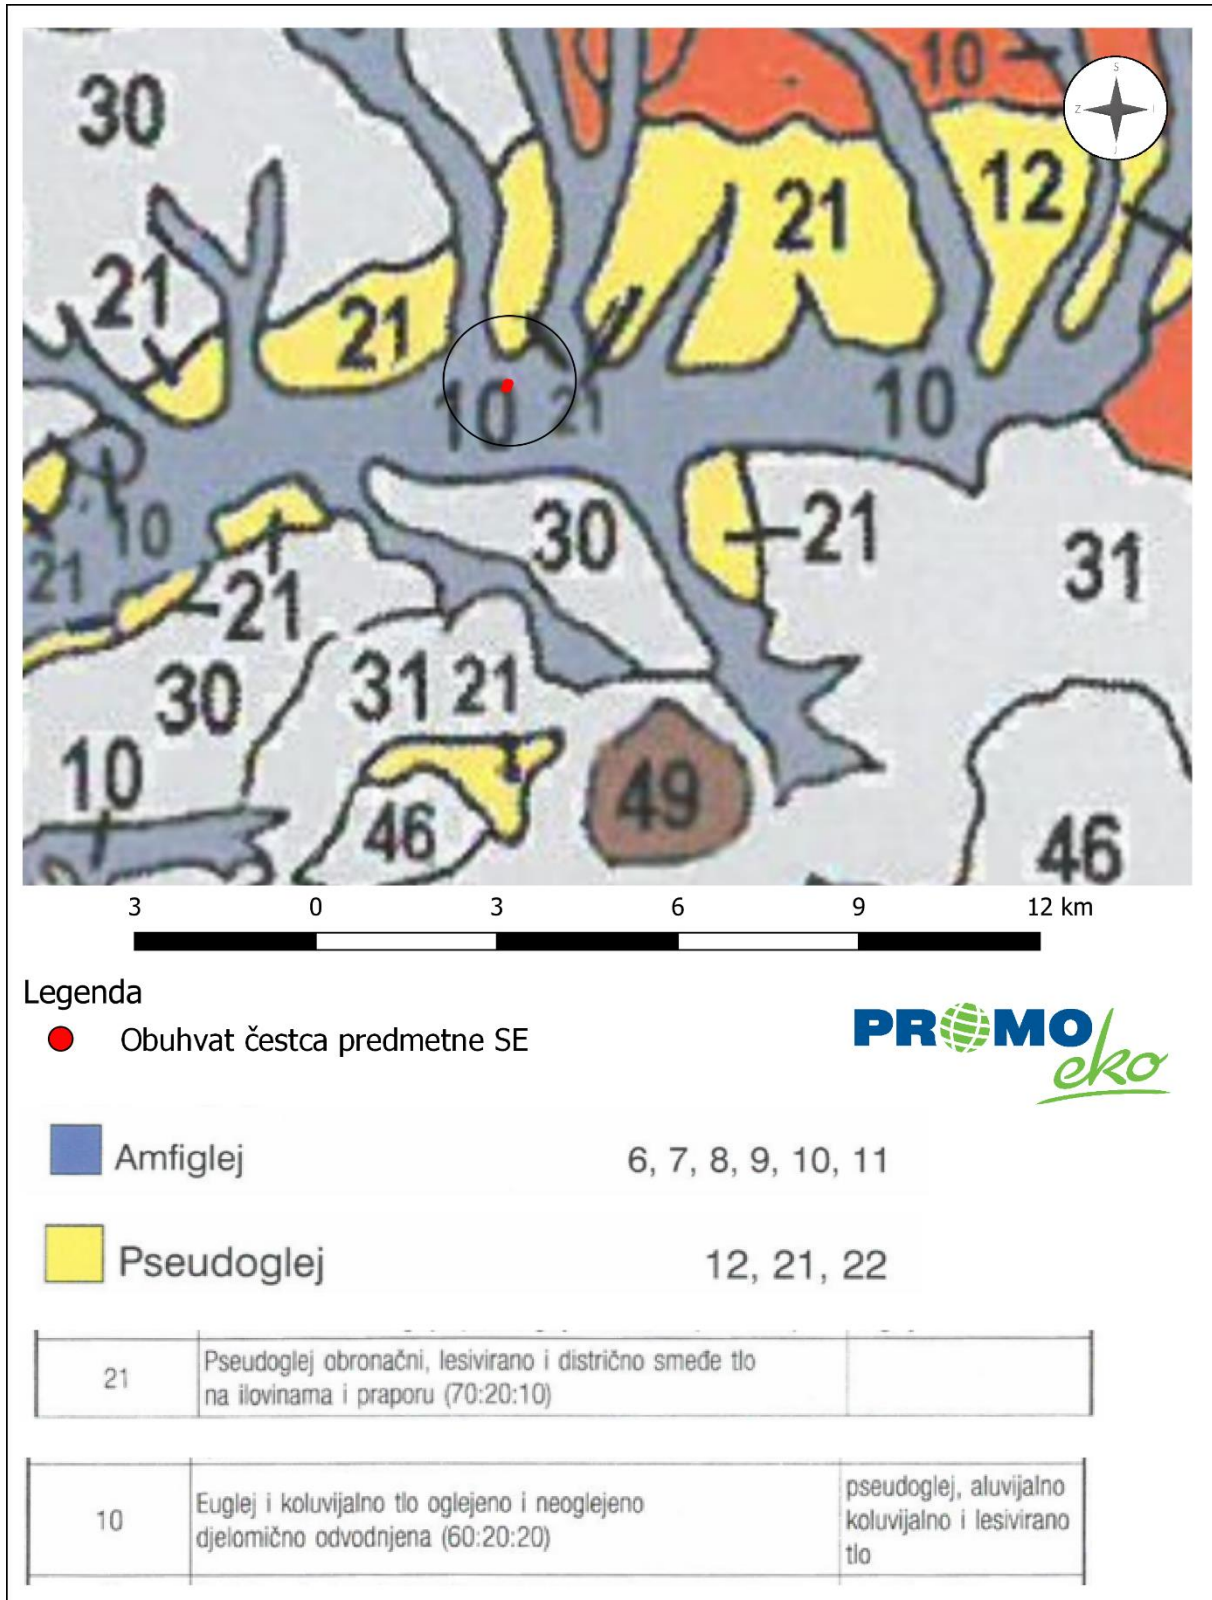 10
S
Z I
J
30
12
21
21
21
10 21
10
10
30
21
21
31
21
30
31 21
10
49
46
46
3 0 3 6 9 12 km
Legenda
Obuhvat čestca predmetne SE
PROMO
eko
Amfiglej 6, 7, 8, 9, 10, 11
Pseudoglej 12, 21, 22
21 Pseudoglej obronačni, lesivirano i distrično smeđe tlo
na ilovinama i praporu (70:20:10)
pseudoglej, aluvijalno
10 Euglej i koluvijalno tlo oglejeno i neoglejeno koluvijalno i lesivirano
djelomično odvodnjena (60:20:20) tlo